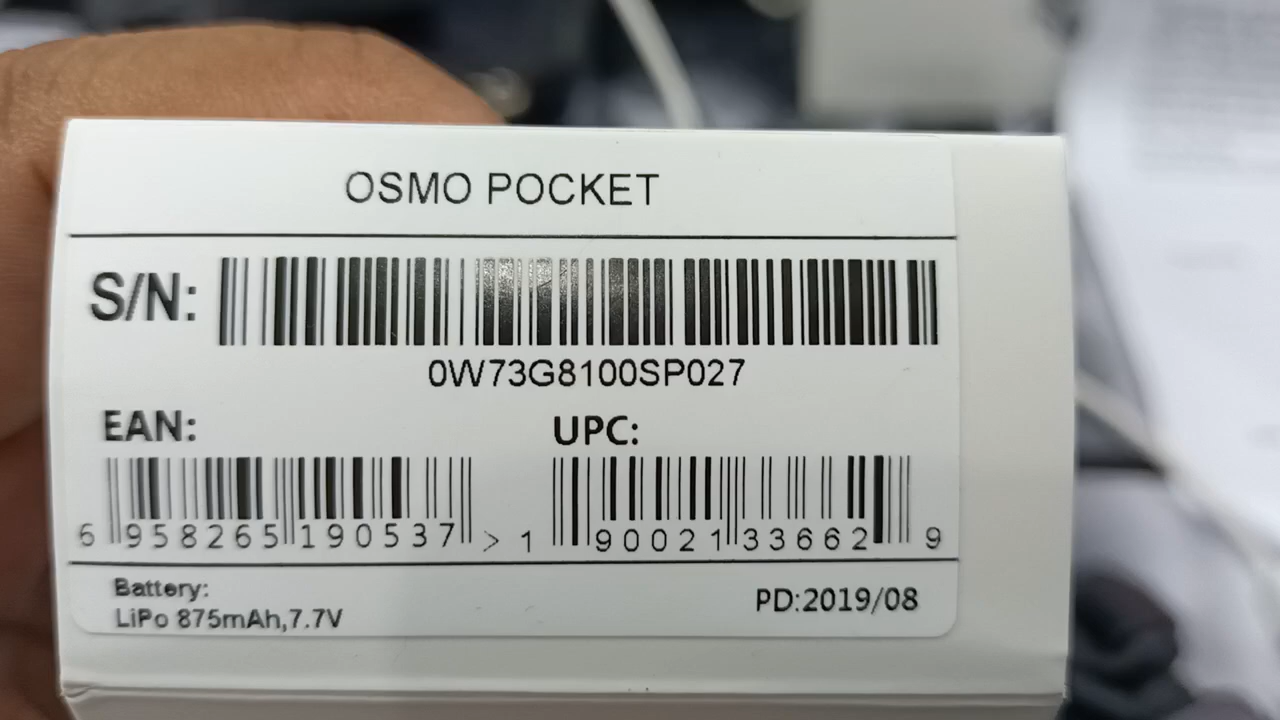 OSMO POCKET
S/N:
0W73G8100SP027
EAN: UPC:
6 958265 190537 > 1 90021 33662 9
Battery:
LiPo 875mAh,7.7V
PD:2019/08